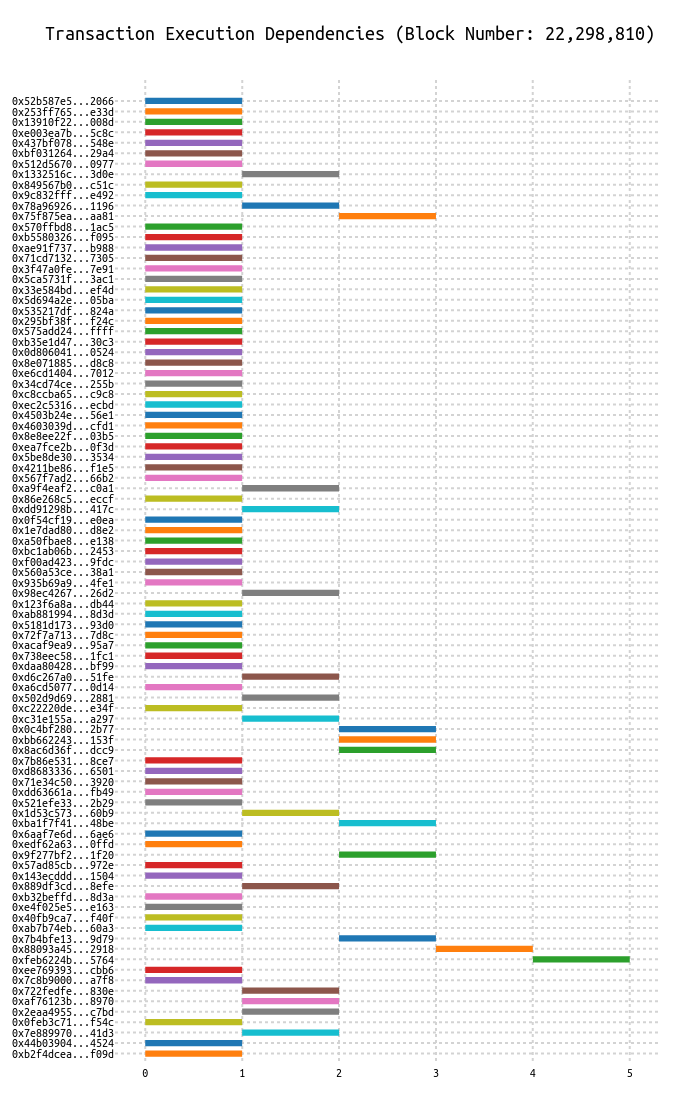 Transaction Execution Dependencies (Block Number: 22,298,810)
0x52b587e5...2066
0x253ff765...e33d
0x13910f22...008d
0xe003ea7b...5c8c
0x437bf078...548e
0xbf031264...29a4
0x512d5670...0977
0x1332516c...3d0e
0x849567b0...c51c
0x9c832fff...e492
0x78a96926...1196
0x75f875ea...aa81
0x570ffbd8...1ac5
0xb5580326...f095
0xae91f737...b988
0x71cd7132...7305
0x3f47a0fe...7e91
0x5ca5731f...3ac1
0x33e584bd...ef4d
0x5d694a2e...05ba
0x535217df...824a
0x295bf38f...f24c
0x575add24...ffff
0xb35e1d47...30c3
0x0d806041...0524
0x8e071885...d8c8
0xe6cd1404...7012
0x34cd74ce...255b
0xc8ccba65...c9c8
0xec2c5316...ecbd
0x4503b24e...56e1
0x4603039d...cfd1
0x8e8ee22f...03b5
0xea7fce2b...0f3d
0x5be8de30...3534
0x4211be86...f1e5
0x567f7ad2...66b2
0xa9f4eaf2...c0a1
0x86e268c5...eccf
0xdd91298b...417c
0x0f54cf19...e0ea
0x1e7dad80...d8e2
0xa50fbae8...e138
0xbc1ab06b...2453
0xf00ad423...9fdc
0x560a53ce...38a1
0x935b69a9...4fe1
0x98ec4267...26d2
0x123f6a8a...db44
0xab881994...8d3d
0x5181d173...93d0
0x72f7a713...7d8c
0xacaf9ea9...95a7
0x738eec58...1fc1
0xdaa80428...bf99
0xd6c267a0...51fe
0xa6cd5077...0d14
0x502d9d69...2881
0xc22220de...e34f
0xc31e155a...a297
0x0c4bf280...2b77
0xbb662243...153f
0x8ac6d36f...dcc9
0x7b86e531...8ce7
0xd8683336...6501
0x71e34c50...3920
0xdd63661a...fb49
0x521efe33...2b29
0x1d53c573...60b9
0xba1f7f41...48be
0x6aaf7e6d...6ae6
0xedf62a63...0ffd
0x9f277bf2...1f20
0x57ad85cb...972e
0x143ecddd...1504
0x889df3cd...8efe
0xb32beffd...8d3a
0xe4f025e5...e163
0x40fb9ca7...f40f
0xab7b74eb...60a3
0x7b4bfe13...9d79
0x88093a45...2918
0xfeb6224b...5764
0xee769393...cbb6
0x7c8b9000...a7f8
0x722fedfe...830e
0xaf76123b...8970
0x2eaa4955...c7bd
0x0feb3c71...f54c
0x7e889970...41d3
0x44b03904...4524
0xb2f4dcea...f09d
0 1 2 3 4 5